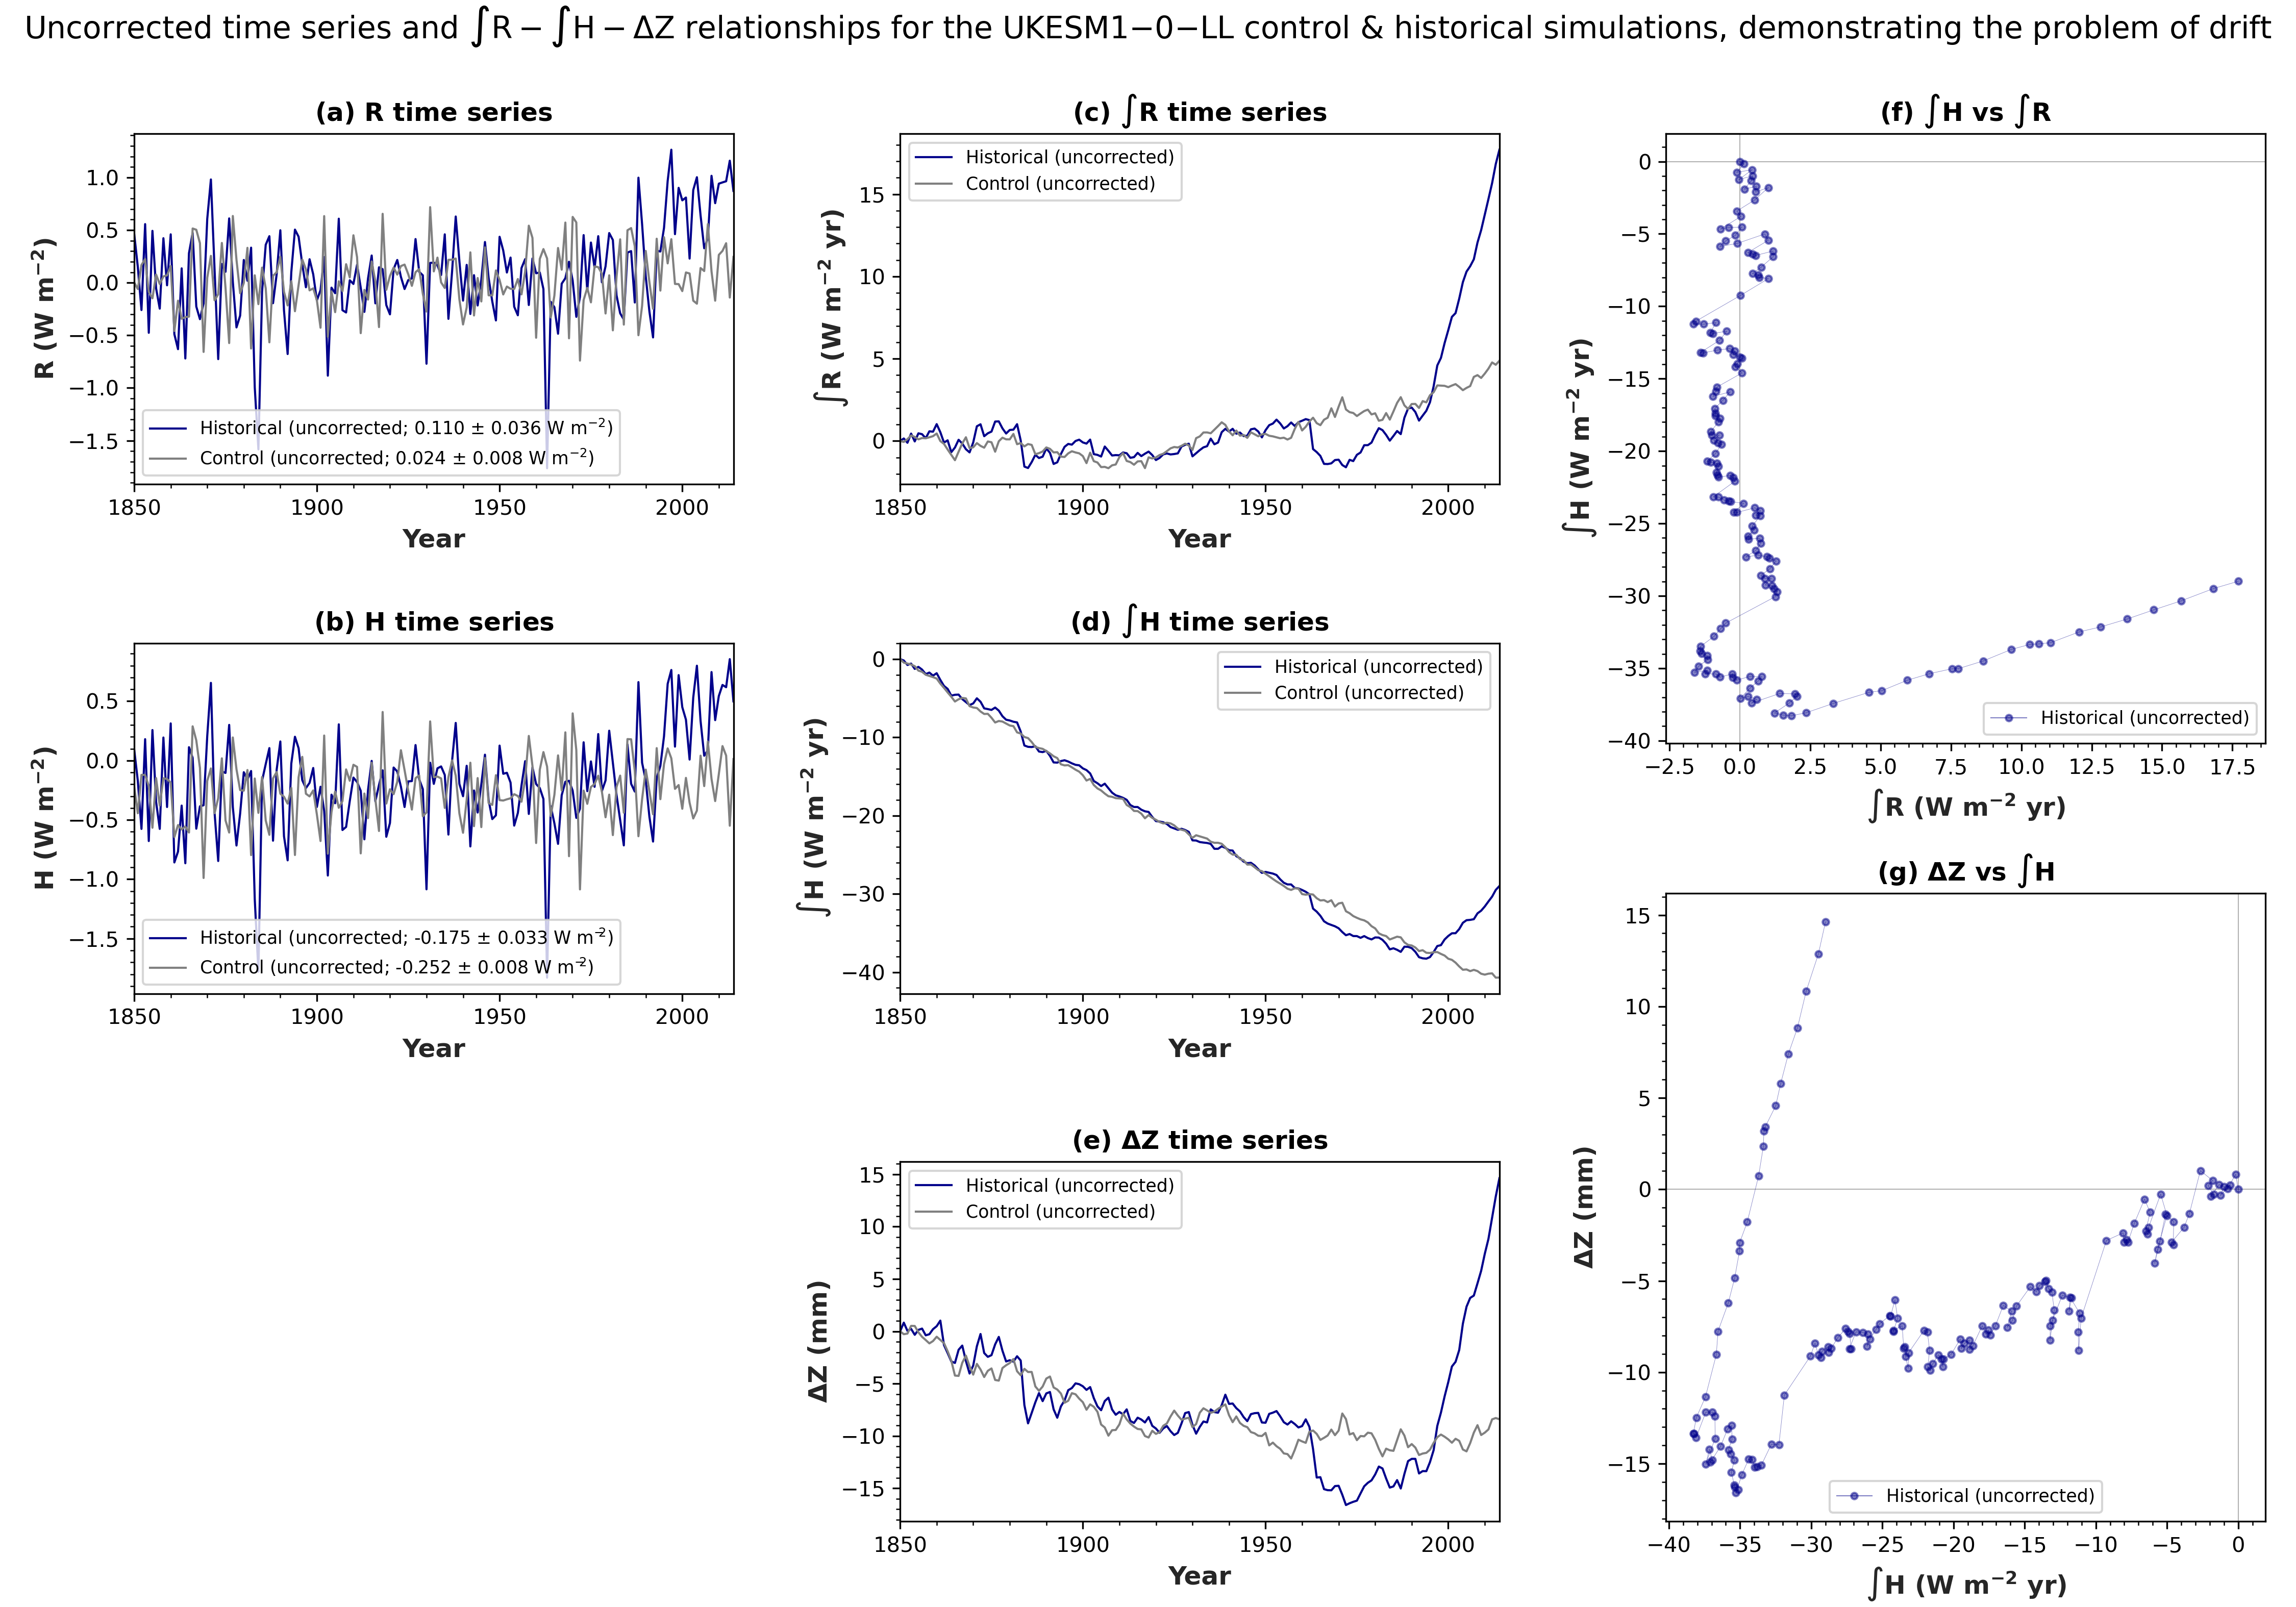 Uncorrected time series and ∫R − ∫H − ΔZ relationships for the UKESM1−0−LL control & historical simulations, demonstrating the problem of drift
(a) R time series
R (W m⁻²)
1.0
0.5
0.0
−0.5
−1.0
−1.5
Historical (uncorrected; 0.110 ± 0.036 W m⁻²)
Control (uncorrected; 0.024 ± 0.008 W m⁻²)
1850 1900 1950 2000
Year
(b) H time series
H (W m⁻²)
0.5
0.0
−0.5
−1.0
−1.5
Historical (uncorrected; -0.175 ± 0.033 W m⁻²)
Control (uncorrected; -0.252 ± 0.008 W m⁻²)
1850 1900 1950 2000
Year
(c) ∫R time series
∫R (W m⁻² yr)
Historical (uncorrected)
Control (uncorrected)
15
10
5
0
1850 1900 1950 2000
Year
(d) ∫H time series
∫H (W m⁻² yr)
Historical (uncorrected)
Control (uncorrected)
0
−10
−20
−30
−40
1850 1900 1950 2000
Year
(e) ΔZ time series
ΔZ (mm)
Historical (uncorrected)
Control (uncorrected)
15
10
5
0
−5
−10
−15
1850 1900 1950 2000
Year
(f) ∫H vs ∫R
∫H (W m⁻² yr)
0
−5
−10
−15
−20
−25
−30
−35
−40
Historical (uncorrected)
−2.5 0.0 2.5 5.0 7.5 10.0 12.5 15.0 17.5
∫R (W m⁻² yr)
(g) ΔZ vs ∫H
ΔZ (mm)
15
10
5
0
−5
−10
−15
Historical (uncorrected)
−40 −35 −30 −25 −20 −15 −10 −5 0
∫H (W m⁻² yr)